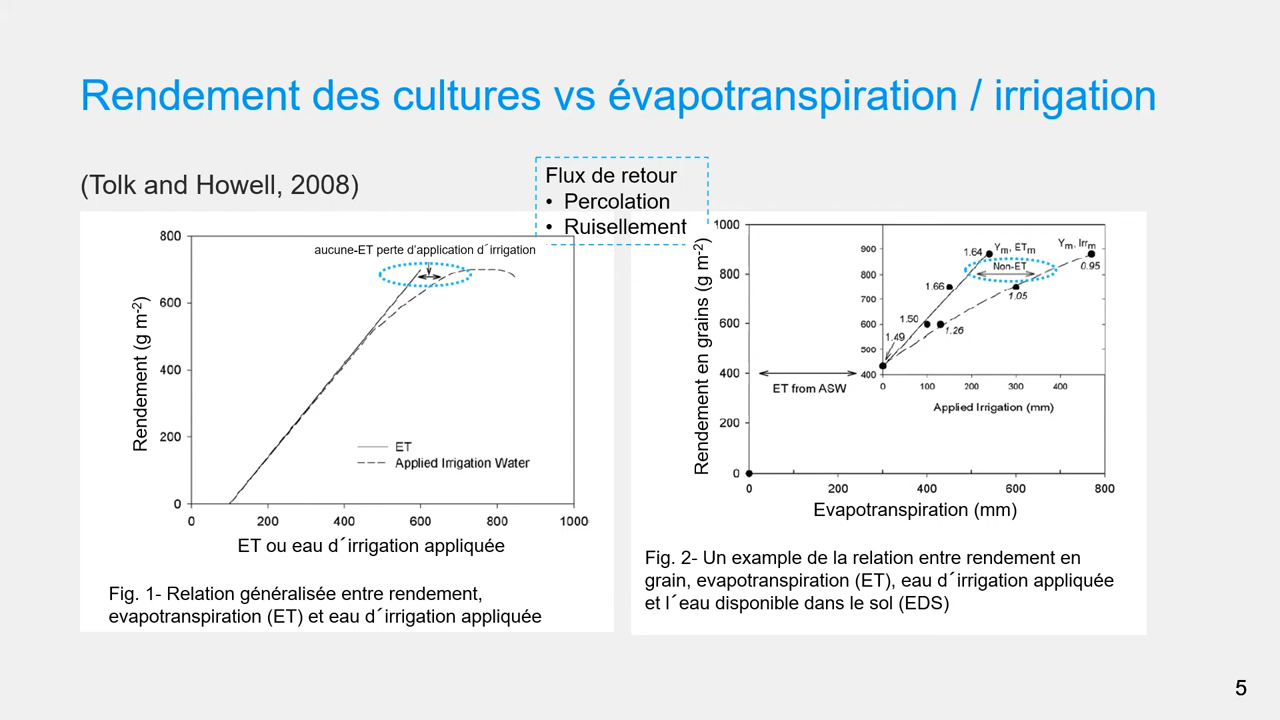 Rendement des cultures vs évapotranspiration / irrigation
(Tolk and Howell, 2008)
Flux de retour
• Percolation
• Ruisellement
aucune-ET perte d'application d´irrigation
Rendement (g m-2)
800
600
400
200
0
0 200 400 600 800 1000
ET
Applied Irrigation Water
ET ou eau d´irrigation appliquée
Fig. 1- Relation généralisée entre rendement,
evapotranspiration (ET) et eau d´irrigation appliquée
Rendement en grains (g m-2)
1000
800
600
400
200
0
0 200 400 600 800
ET from ASW
900
800
700
600
500
400
0 100 200 300 400
Applied Irrigation (mm)
1.64 Ym, ETm
Ym, Irrm
Non-ET
0.95
1.66
1.05
1.50
1.26
1.49
Evapotranspiration (mm)
Fig. 2- Un example de la relation entre rendement en
grain, evapotranspiration (ET), eau d´irrigation appliquée
et l´eau disponible dans le sol (EDS)
5